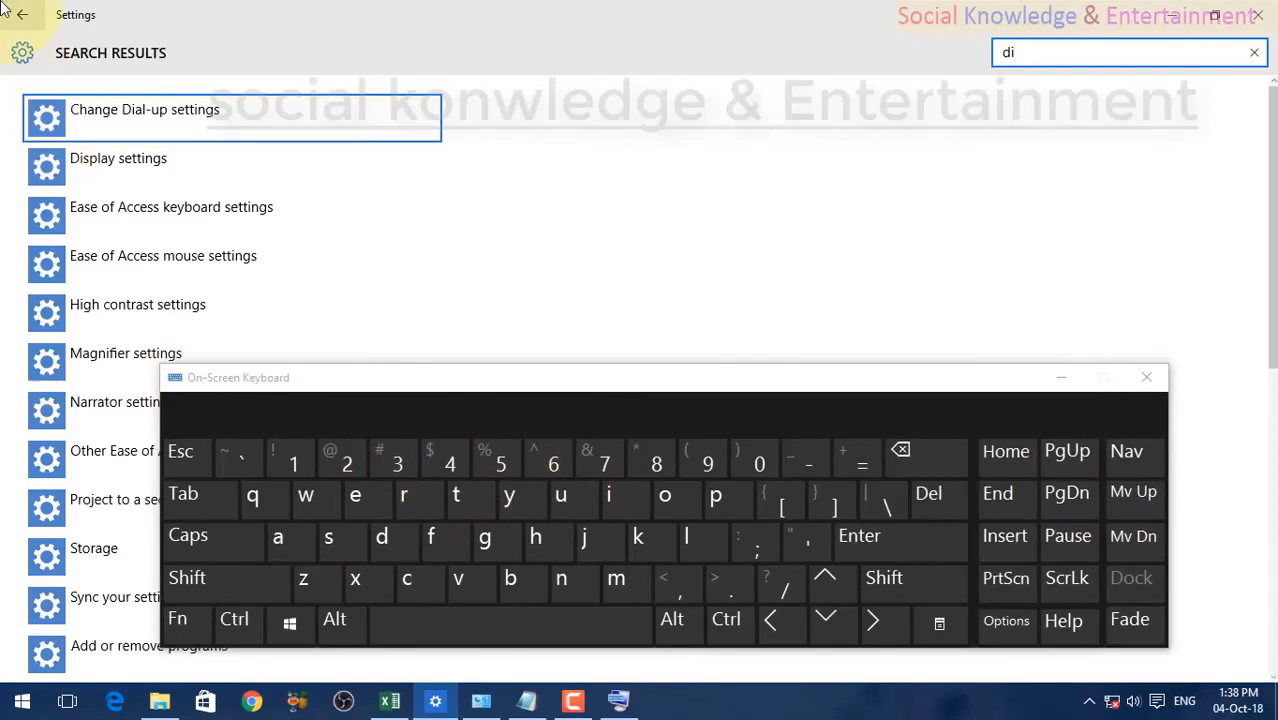 Settings
Social Knowledge & Entertainment
SEARCH RESULTS
di
social konwledge & Entertainment
Change Dial-up settings
Display settings
Ease of Access keyboard settings
Ease of Access mouse settings
High contrast settings
Magnifier settings
On-Screen Keyboard
Narrator settin
Other Ease of A
Project to a se
Storage
Sync your setti
Add or remove programs
Esc ~ ` ! 1 @ 2 # 3 $ 4 % 5 ^ 6 & 7 * 8 ( 9 ) 0 _ - + = Home PgUp Nav
Tab q w e r t y u i o p { [ } ] | \ Del End PgDn Mv Up
Caps a s d f g h j k l : ; " ' Enter Insert Pause Mv Dn
Shift z x c v b n m < , > . ? / Shift PrtScn ScrLk Dock
Fn Ctrl Alt Alt Ctrl Options Help Fade
ENG
1:38 PM
04-Oct-18